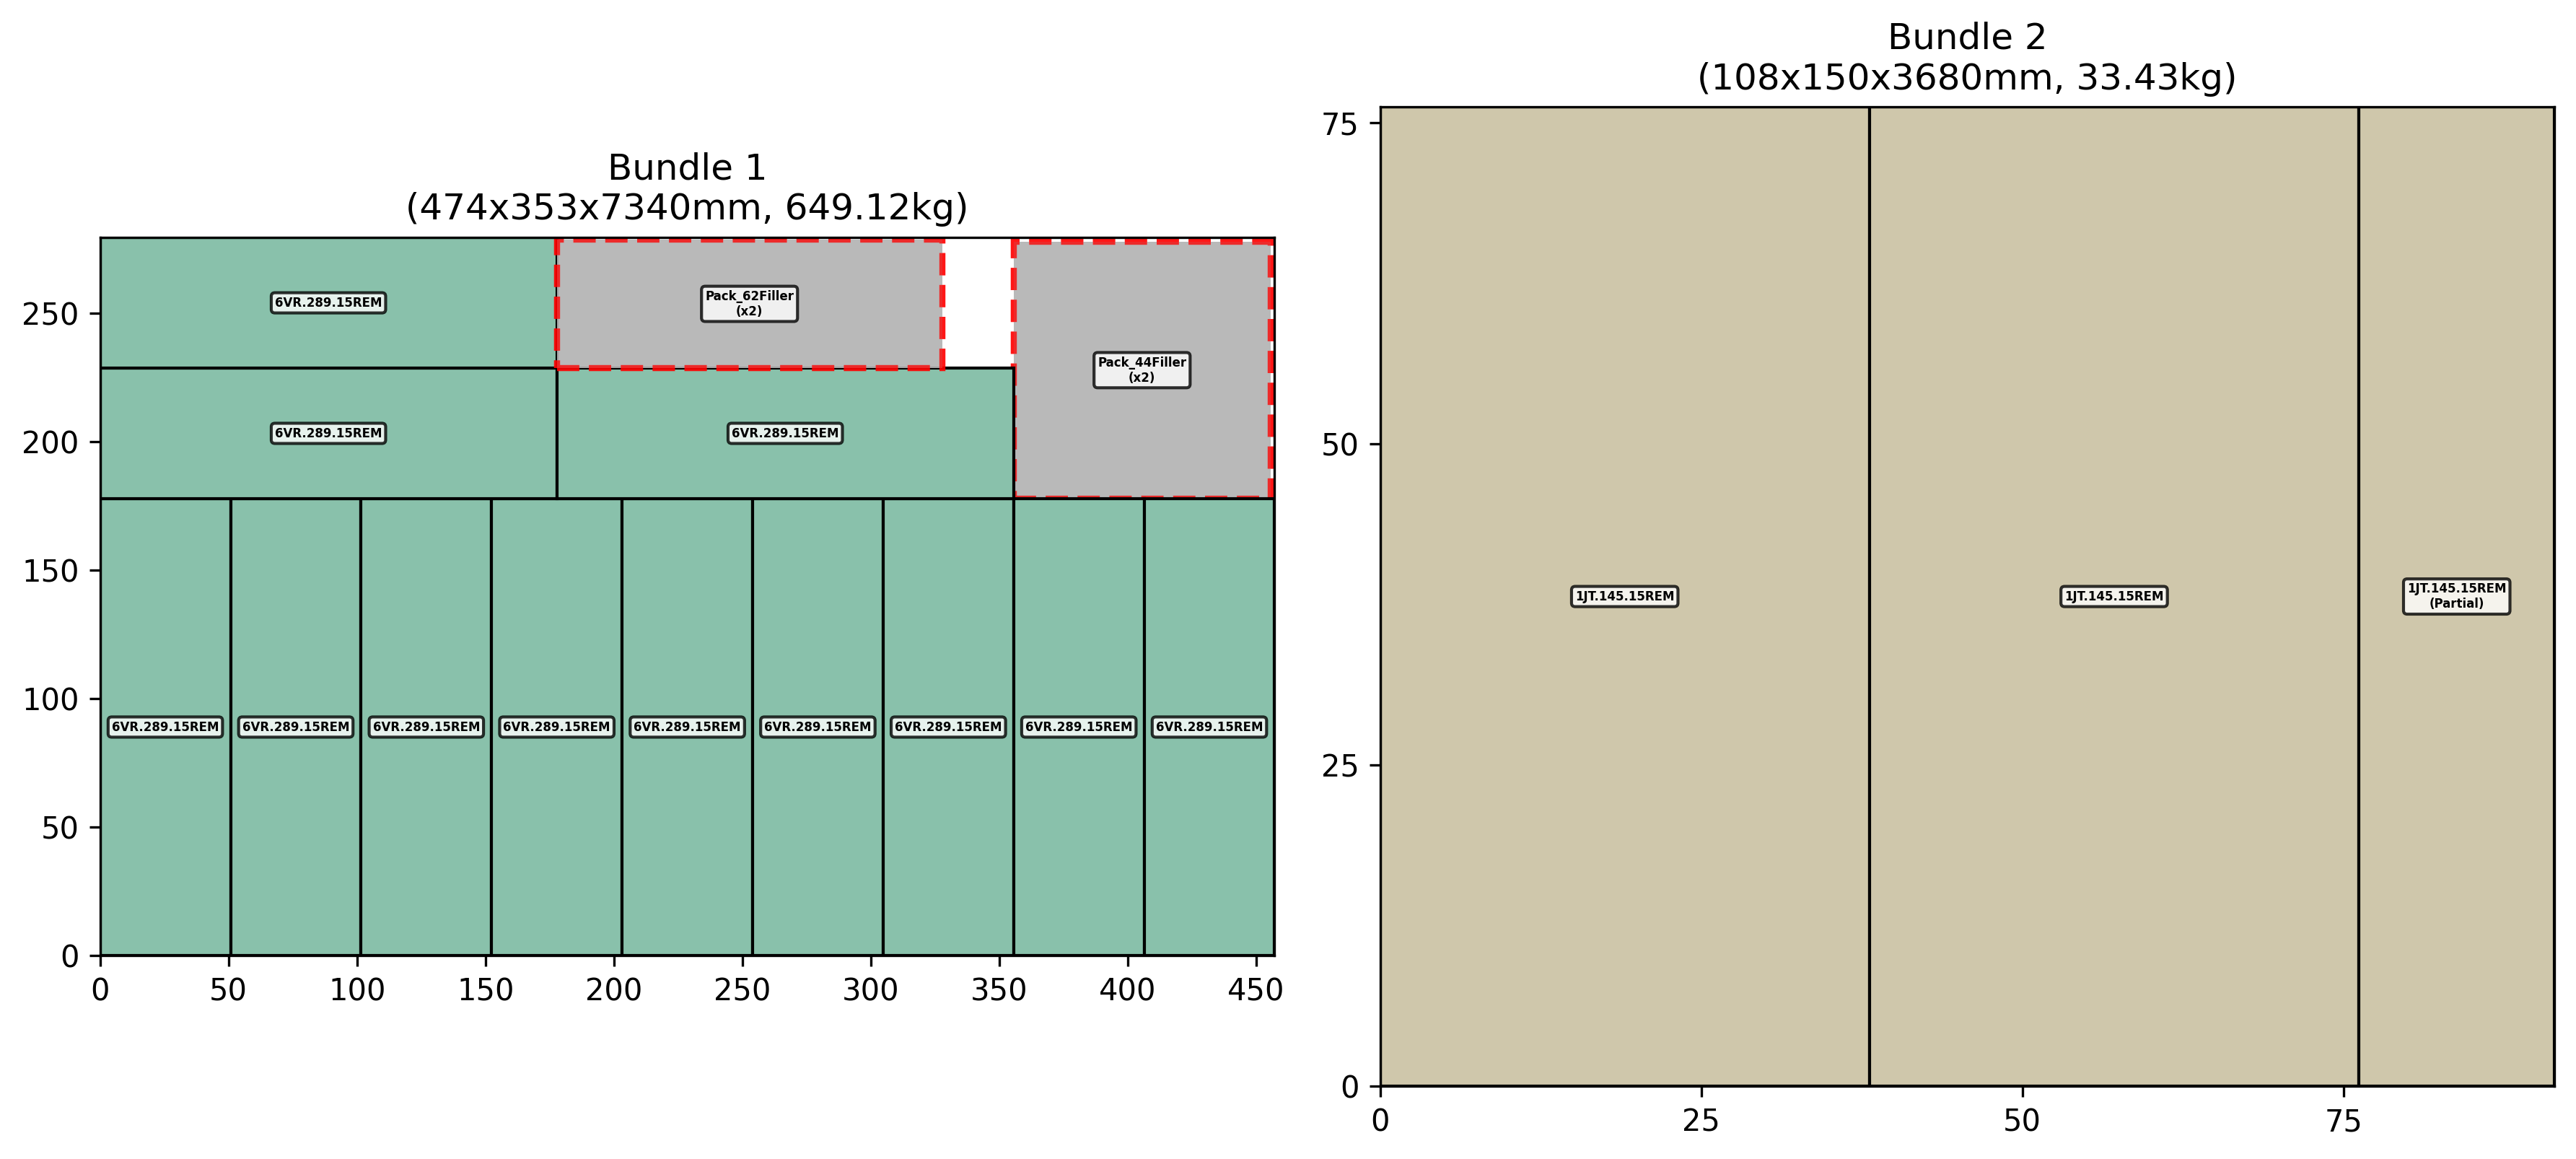 Bundle 1
(474x353x7340mm, 649.12kg)
250
200
150
100
50
0
0 50 100 150 200 250 300 350 400 450
6VR.289.15REM
Pack_62Filler
(x2)
Pack_44Filler
(x2)
6VR.289.15REM 6VR.289.15REM
6VR.289.15REM 6VR.289.15REM 6VR.289.15REM 6VR.289.15REM 6VR.289.15REM 6VR.289.15REM 6VR.289.15REM 6VR.289.15REM 6VR.289.15REM
Bundle 2
(108x150x3680mm, 33.43kg)
75
50
25
0
0 25 50 75
1JT.145.15REM
1JT.145.15REM
1JT.145.15REM
(Partial)